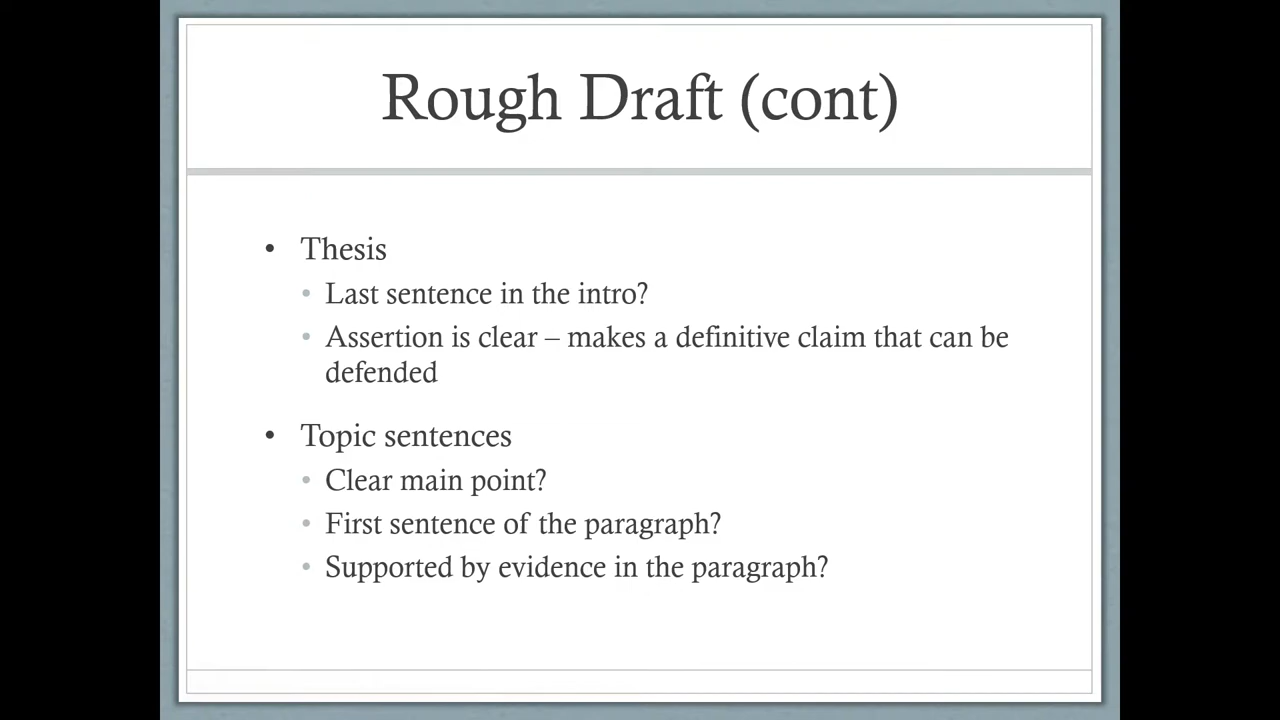 Rough Draft (cont)
• Thesis
• Last sentence in the intro?
• Assertion is clear – makes a definitive claim that can be
defended
• Topic sentences
• Clear main point?
• First sentence of the paragraph?
• Supported by evidence in the paragraph?